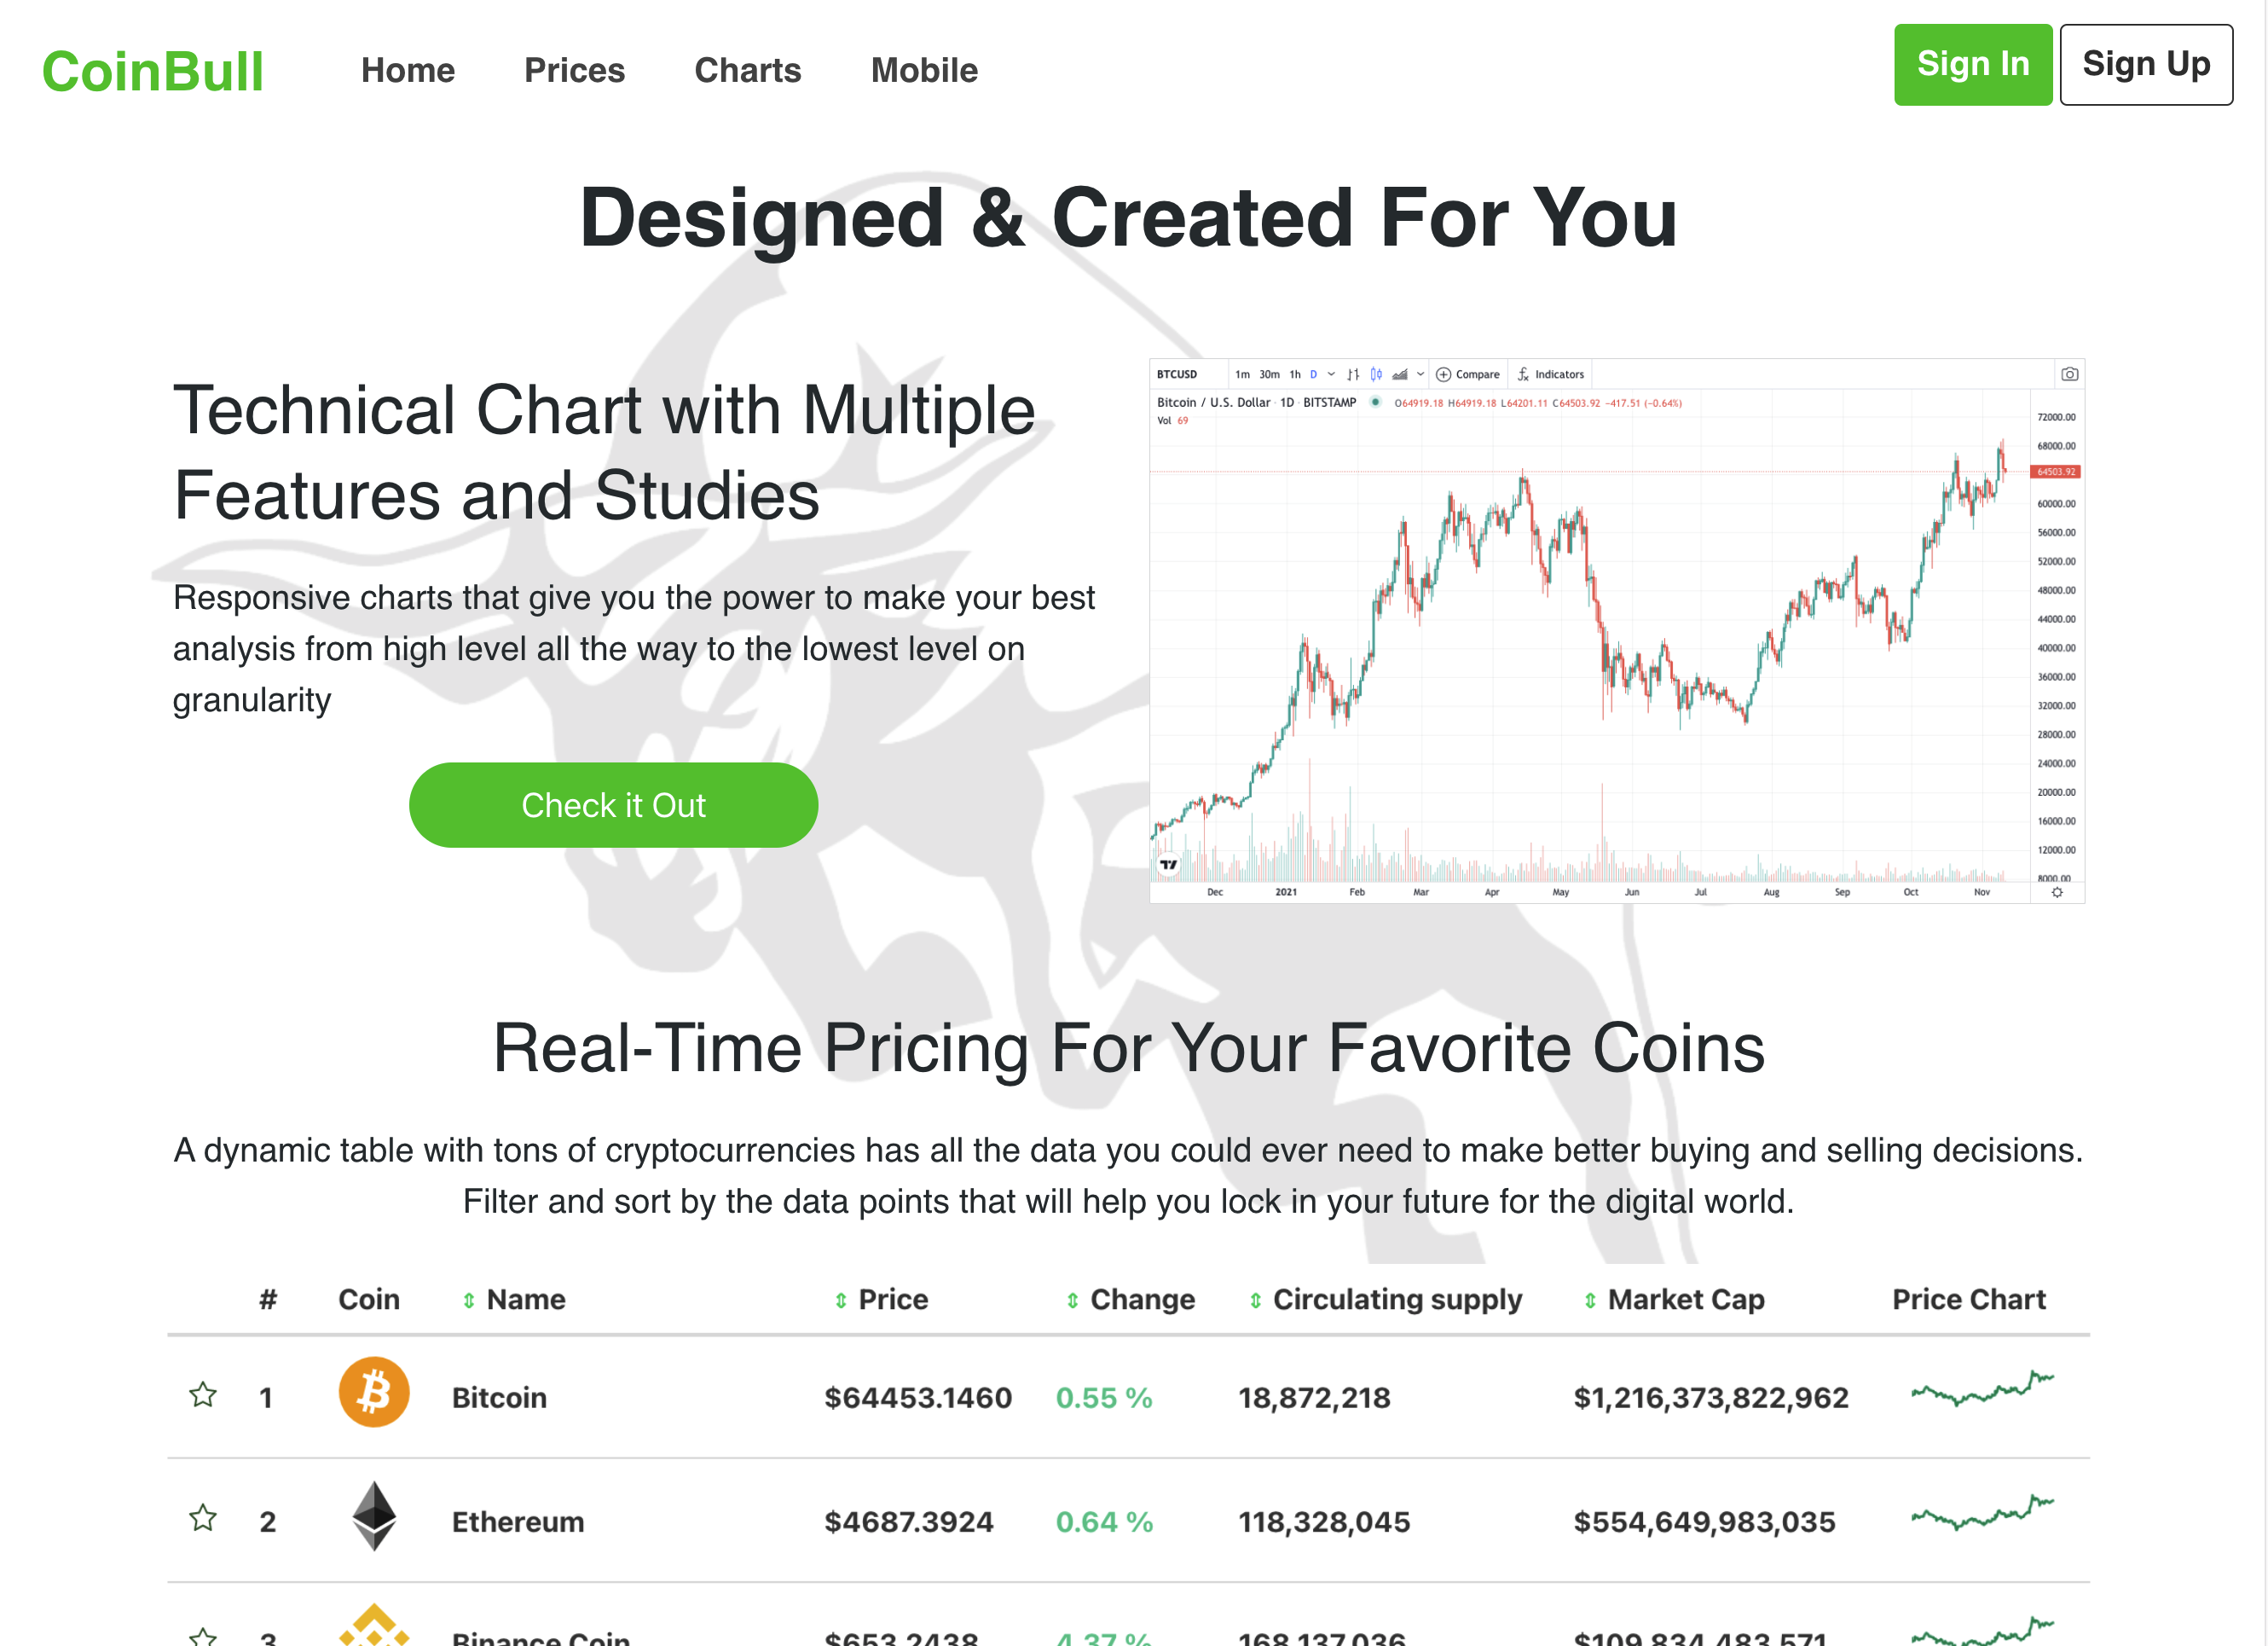 CoinBull Home Prices Charts Mobile Sign In Sign Up
Designed & Created For You
Technical Chart with Multiple
Features and Studies
Responsive charts that give you the power to make your best
analysis from high level all the way to the lowest level on
granularity
Check it Out
BTCUSD 1m 30m 1h D Compare Indicators
Bitcoin / U.S. Dollar · 1D · BITSTAMP O64919.18 H64919.18 L64201.11 C64503.92 −417.51 (−0.64%)
Vol 69
72000.00
68000.00
64503.92
60000.00
56000.00
52000.00
48000.00
44000.00
40000.00
36000.00
32000.00
28000.00
24000.00
20000.00
16000.00
12000.00
8000.00
Dec 2021 Feb Mar Apr May Jun Jul Aug Sep Oct Nov
Real-Time Pricing For Your Favorite Coins
A dynamic table with tons of cryptocurrencies has all the data you could ever need to make better buying and selling decisions.
Filter and sort by the data points that will help you lock in your future for the digital world.
# Coin Name Price Change Circulating supply Market Cap Price Chart
1 Bitcoin $64453.1460 0.55 % 18,872,218 $1,216,373,822,962
2 Ethereum $4687.3924 0.64 % 118,328,045 $554,649,983,035
3 Binance Coin $653.2438 4.37 % 168,137,036 $109,834,483,571